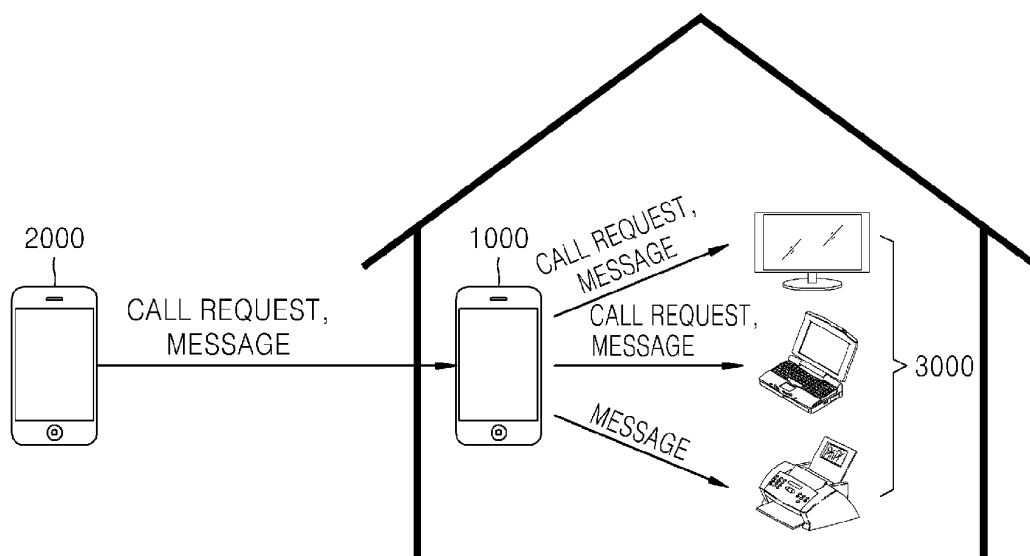 2000
1000
CALL REQUEST,
MESSAGE
CALL REQUEST,
MESSAGE
CALL REQUEST,
MESSAGE
3000
MESSAGE